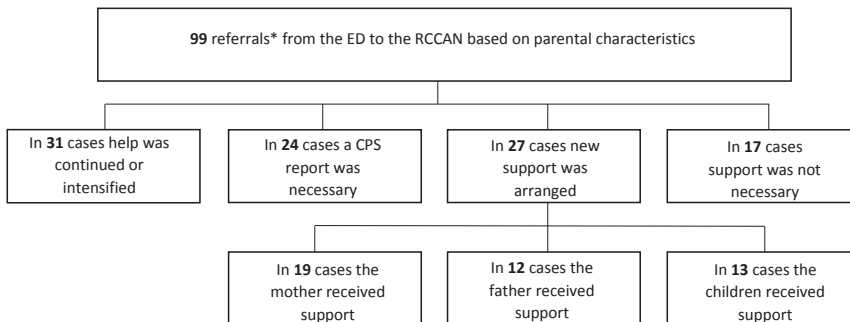 99 referrals* from the ED to the RCCAN based on parental characteristics
In 31 cases help was
continued or
intensified
In 24 cases a CPS
report was
necessary
In 27 cases new
support was
arranged
In 17 cases
support was not
necessary
In 19 cases the
mother received
support
In 12 cases the
father received
support
In 13 cases the
children received
support